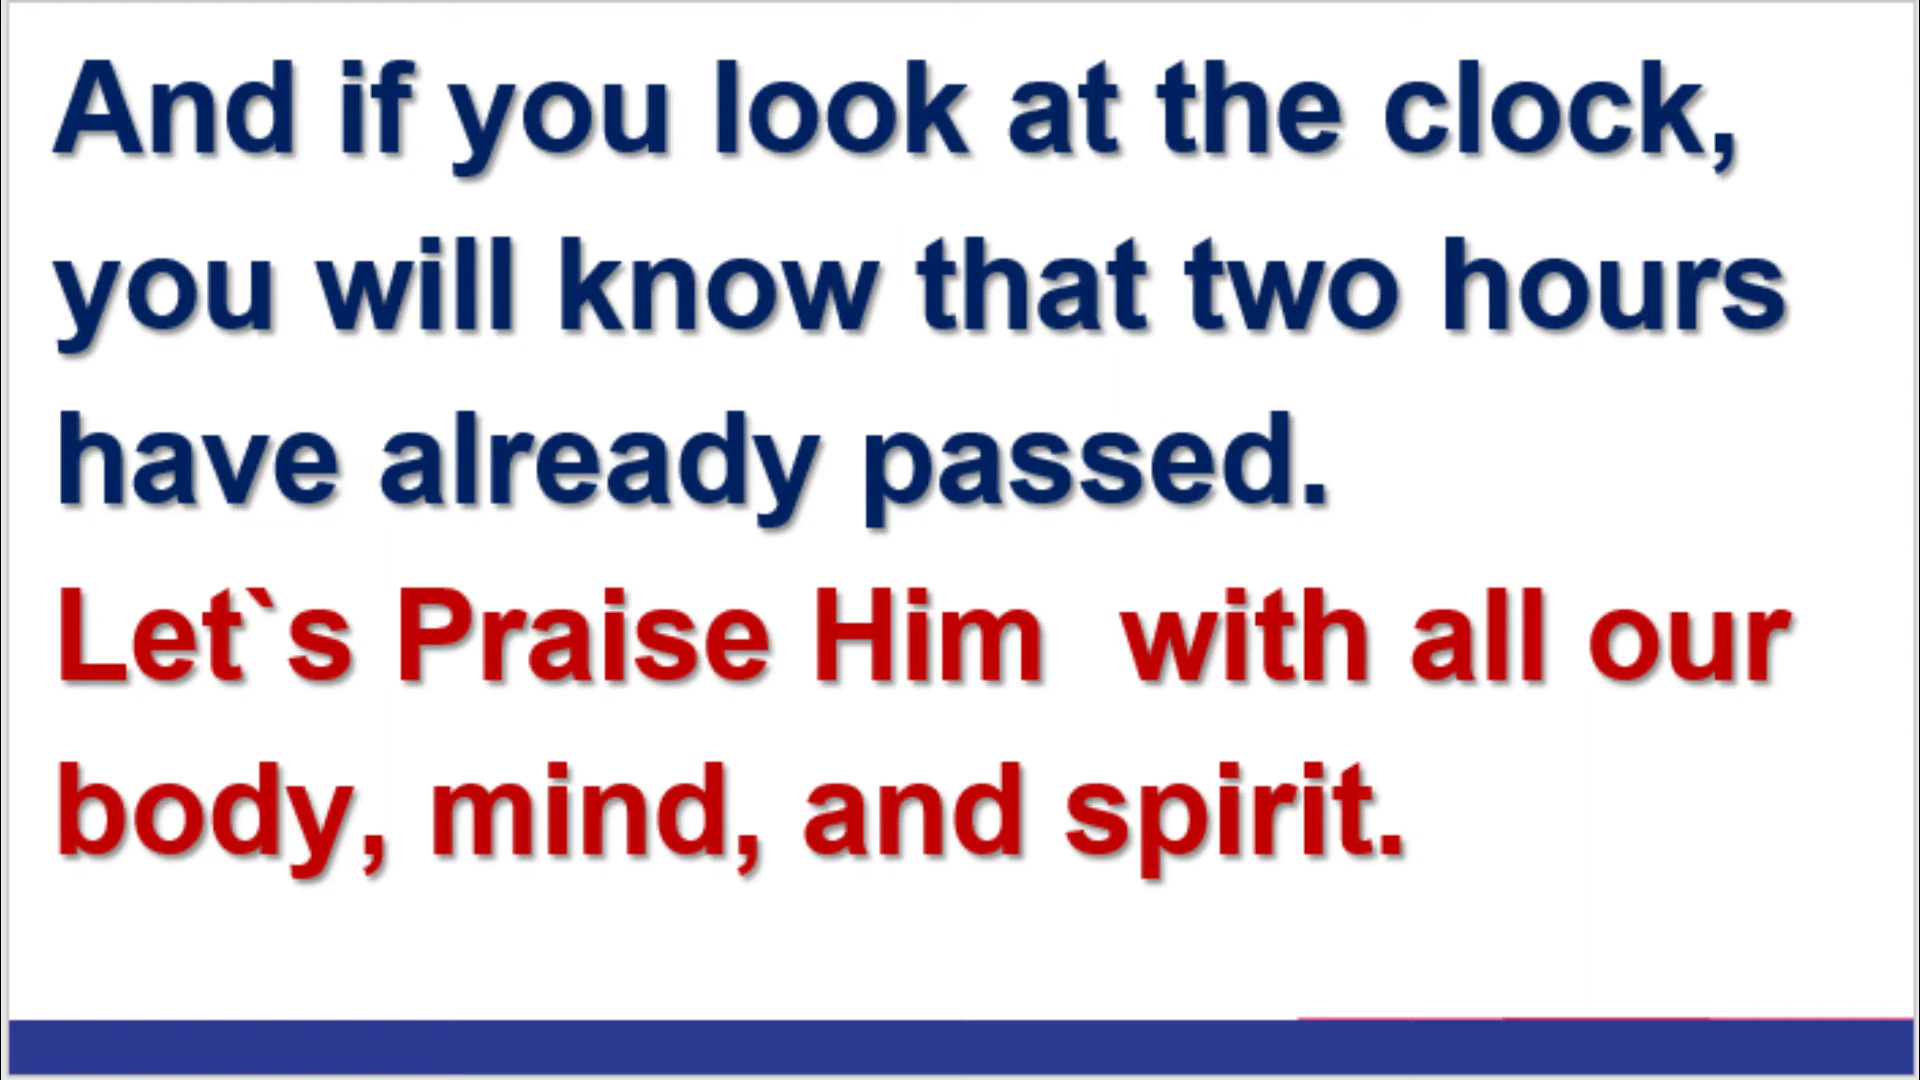 And if you look at the clock,
you will know that two hours
have already passed.
Let`s Praise Him  with all our
body, mind, and spirit.